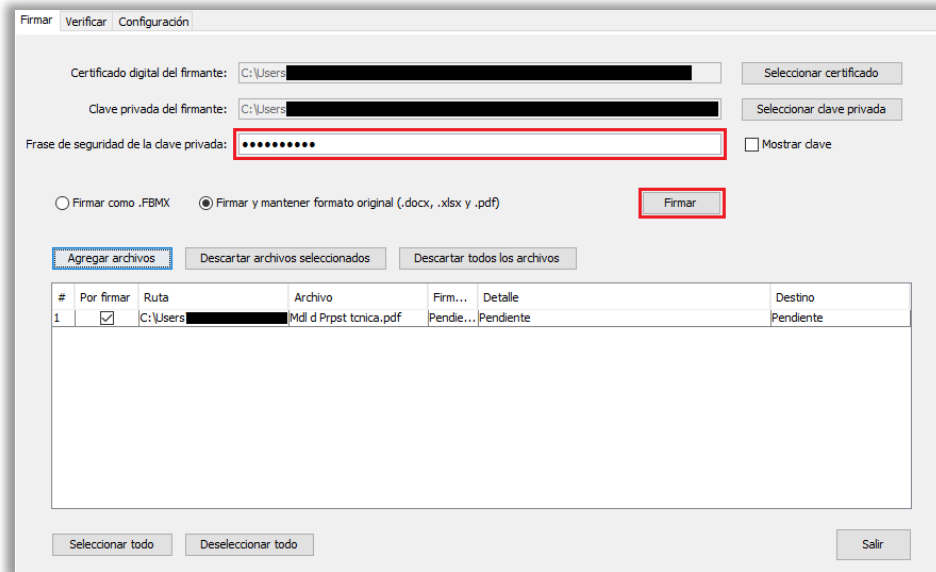 Firmar Verificar Configuración
Certificado digital del firmante: C:\Users Seleccionar certificado
Clave privada del firmante: C:\Users Seleccionar clave privada
Frase de seguridad de la clave privada: •••••••••• Mostrar clave
Firmar como .FBMX Firmar y mantener formato original (.docx, .xlsx y .pdf) Firmar
Agregar archivos Descartar archivos seleccionados Descartar todos los archivos
# Por firmar Ruta Archivo Firm... Detalle Destino
1 C:\Users Mdl d Prpst tcnica.pdf Pendie... Pendiente Pendiente
Seleccionar todo Deseleccionar todo Salir